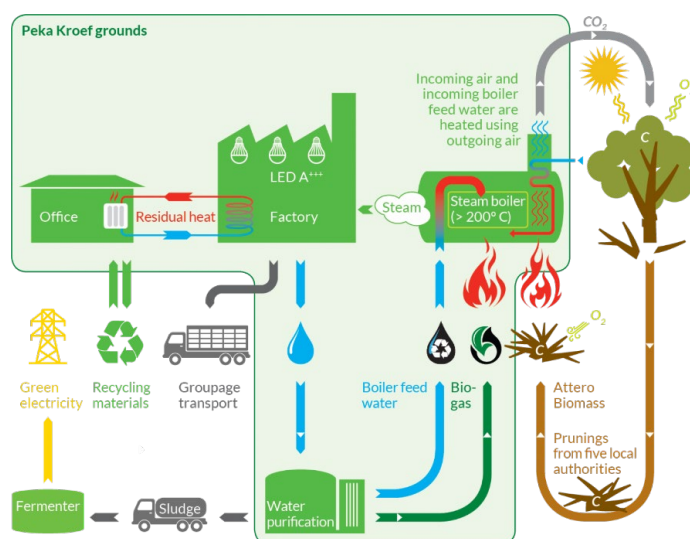 Peka Kroef grounds
CO2
Incoming air and
incoming boiler
feed water are
heated using
outgoing air
O
C
LED A+++
Office
Residual heat
Factory
Steam
Steam boiler
(> 200° C)
O2
C
Green
electricity
Recycling
materials
Groupage
transport
Boiler feed
water
Bio-
gas
Attero
Biomass
Prunings
from five local
authorities
C
Fermenter
Sludge
Water
purification